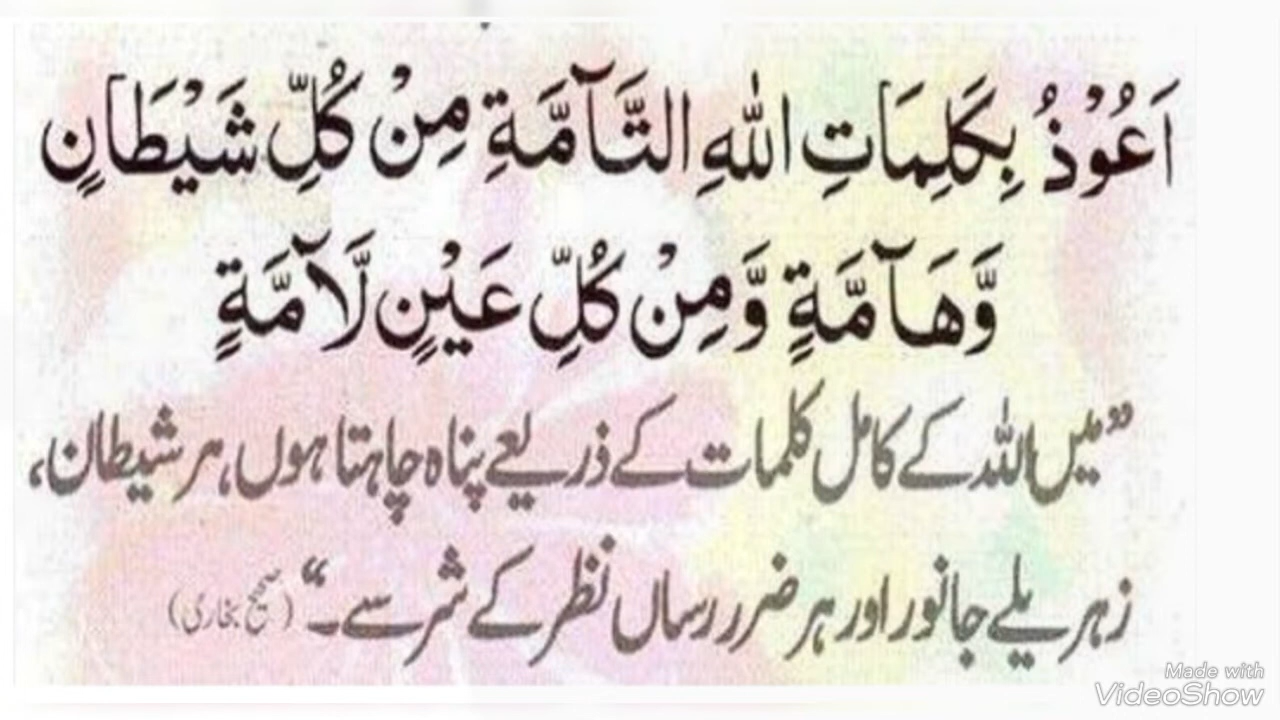 اَعُوْذُ بِكَلِمَاتِ اللّٰهِ التَّآمَّةِ مِنْ كُلِّ شَيْطَانٍ
وَّهَآمَّةٍ وَّمِنْ كُلِّ عَيْنٍ لَّآمَّةٍ
”میں اللہ کے کامل کلمات کے ذریعے پناہ چاہتا ہوں ہر شیطان،
زہریلے جانور اور ہر ضرر رساں نظر کے شر سے۔“ (صحیح بخاری)
Made with
VideoShow